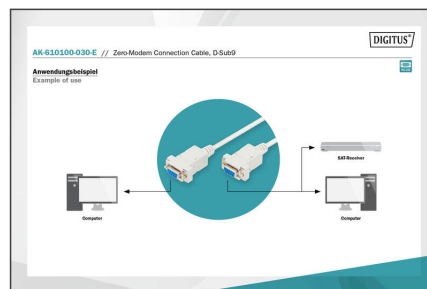 DIGITUS®
AK-610100-030-E // Zero-Modem Connection Cable, D-Sub9
Anwendungsbeispiel
Example of use
SAT-Receiver
Computer
Computer